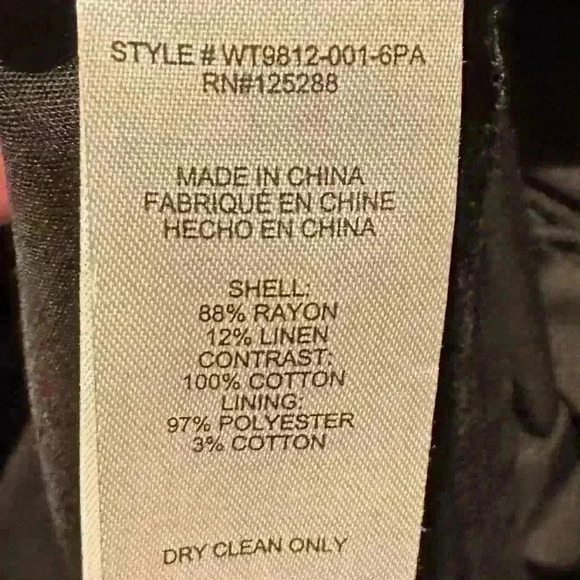 STYLE # WT9812-001-6PA
RN#125288
MADE IN CHINA
FABRIQUÉ EN CHINE
HECHO EN CHINA
SHELL:
88% RAYON
12% LINEN
CONTRAST:
100% COTTON
LINING:
97% POLYESTER
3% COTTON
DRY CLEAN ONLY